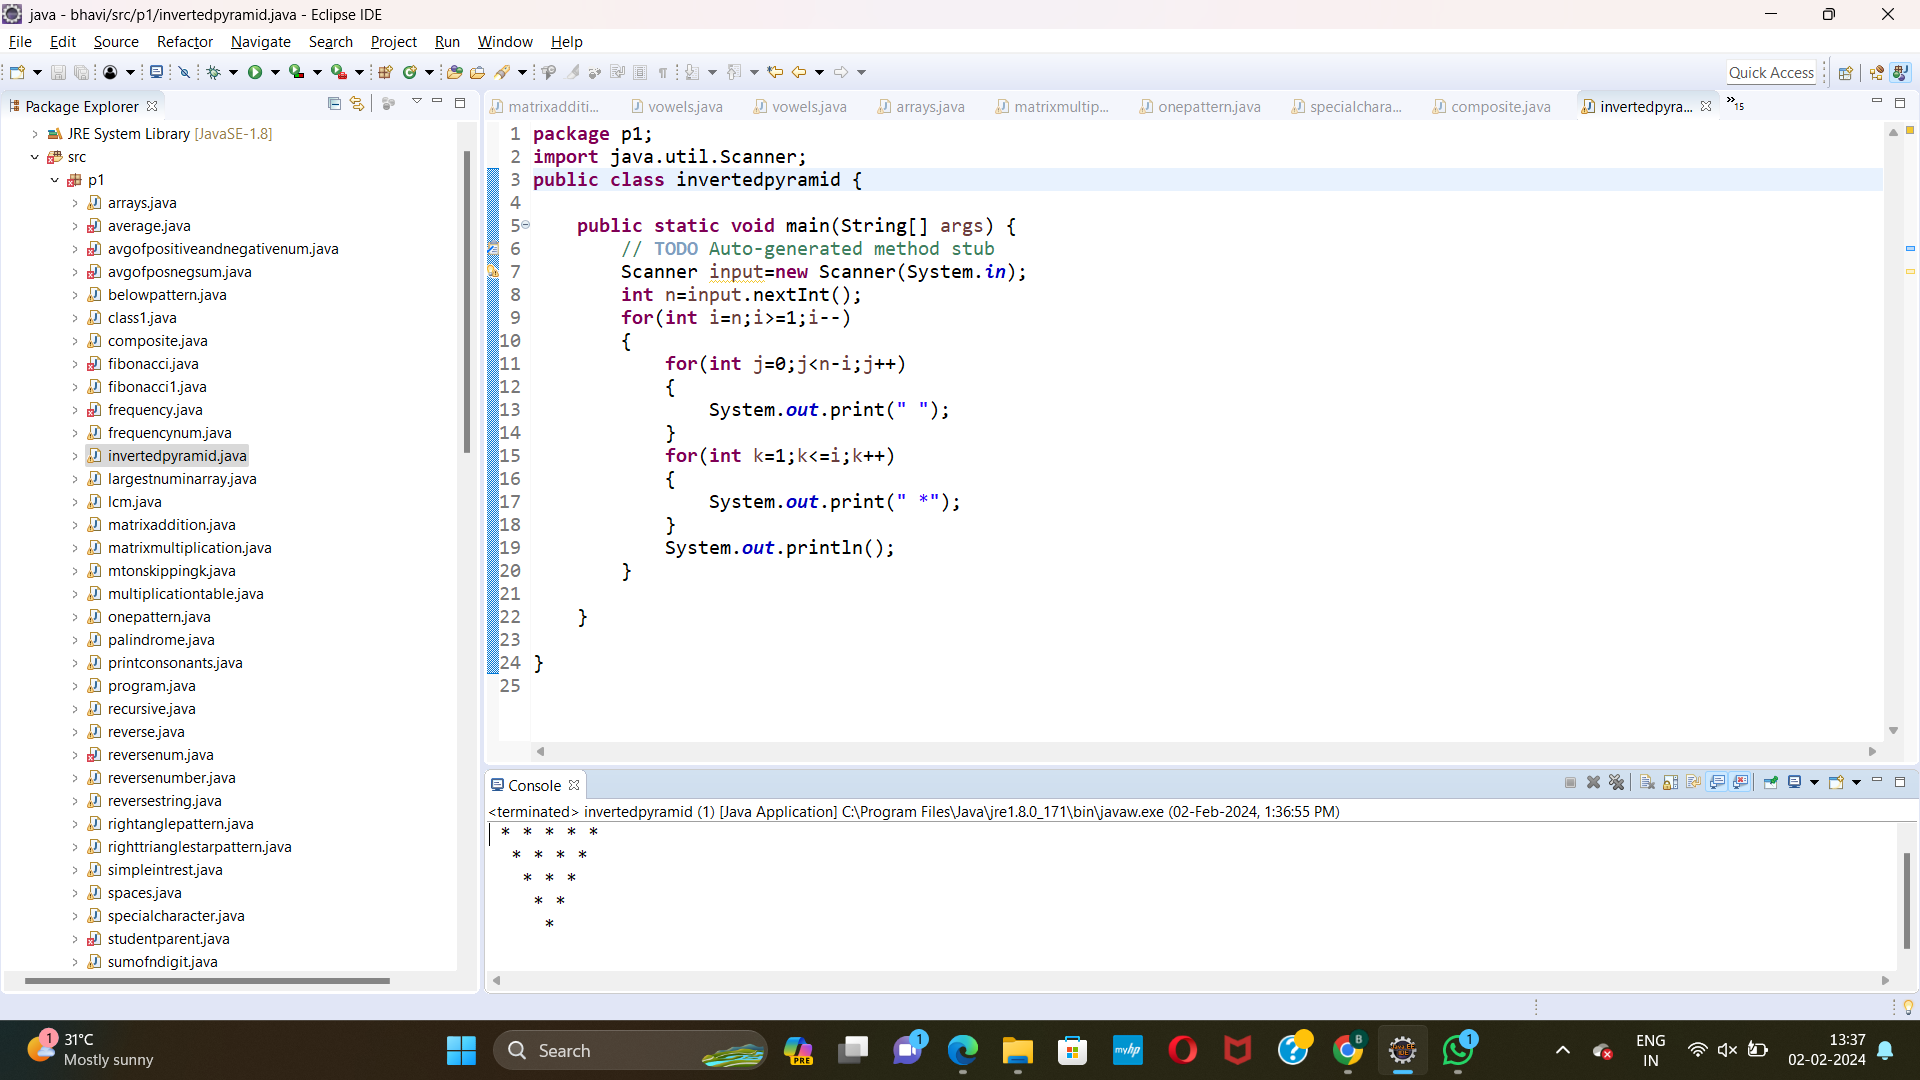 java - bhavi/src/p1/invertedpyramid.java - Eclipse IDE
File Edit Source Refactor Navigate Search Project Run Window Help
Quick Access
Package Explorer
JRE System Library [JavaSE-1.8]
src
p1
arrays.java
average.java
avgofpositiveandnegativenum.java
avgofposnegsum.java
belowpattern.java
class1.java
composite.java
fibonacci.java
fibonacci1.java
frequency.java
frequencynum.java
invertedpyramid.java
largestnuminarray.java
lcm.java
matrixaddition.java
matrixmultiplication.java
mtonskippingk.java
multiplicationtable.java
onepattern.java
palindrome.java
printconsonants.java
program.java
recursive.java
reverse.java
reversenum.java
reversenumber.java
reversestring.java
rightanglepattern.java
righttrianglestarpattern.java
simpleintrest.java
spaces.java
specialcharacter.java
studentparent.java
sumofndigit.java
matrixadditi... vowels.java vowels.java arrays.java matrixmultip... onepattern.java specialchara... composite.java invertedpyra... »15
1 package p1;
2 import java.util.Scanner;
3 public class invertedpyramid {
4
5 public static void main(String[] args) {
6 // TODO Auto-generated method stub
7 Scanner input=new Scanner(System.in);
8 int n=input.nextInt();
9 for(int i=n;i>=1;i--)
10 {
11 for(int j=0;j<n-i;j++)
12 {
13 System.out.print(" ");
14 }
15 for(int k=1;k<=i;k++)
16 {
17 System.out.print(" *");
18 }
19 System.out.println();
20 }
21
22 }
23
24 }
25
Console
<terminated> invertedpyramid (1) [Java Application] C:\Program Files\Java\jre1.8.0_171\bin\javaw.exe (02-Feb-2024, 1:36:55 PM)
* * * * *
* * * *
* * *
* *
*
1
31°C
Mostly sunny
Search
PRE
1
myhp
B
1
ENG
IN
13:37
02-02-2024